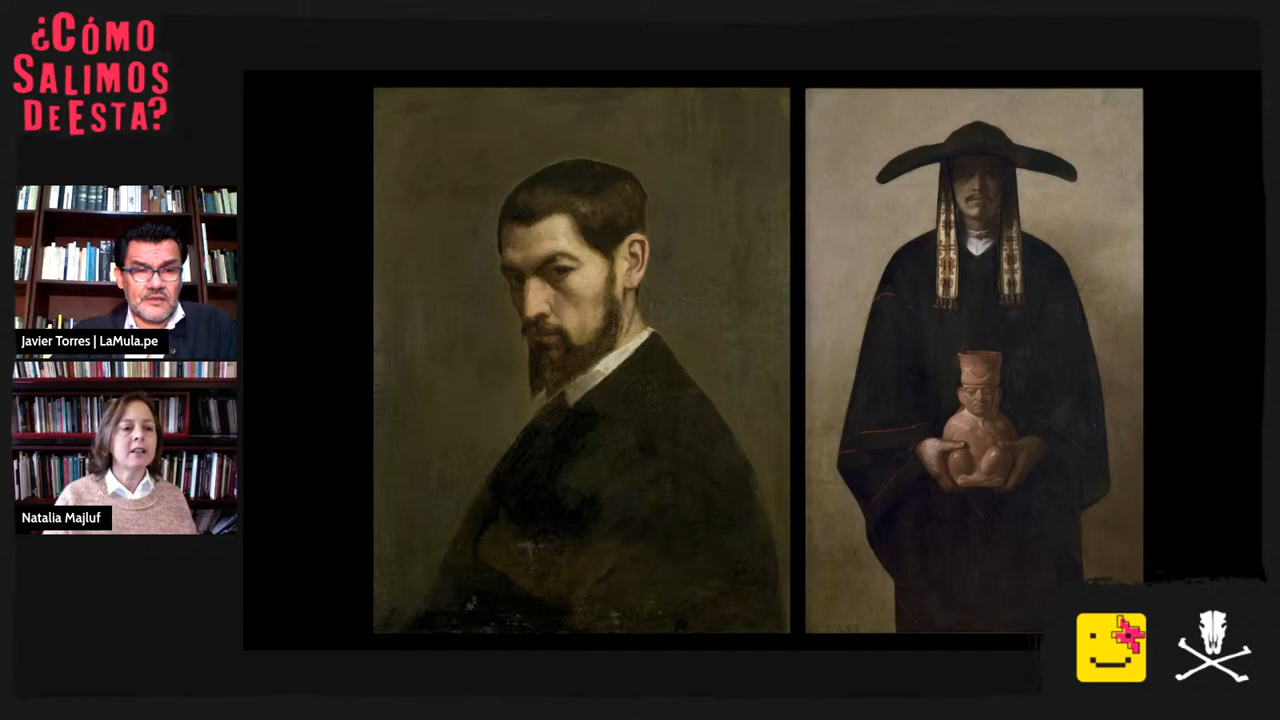 ¿CÓMO
SALIMOS
DE ESTA?
Javier Torres | LaMula.pe
Natalia Majluf